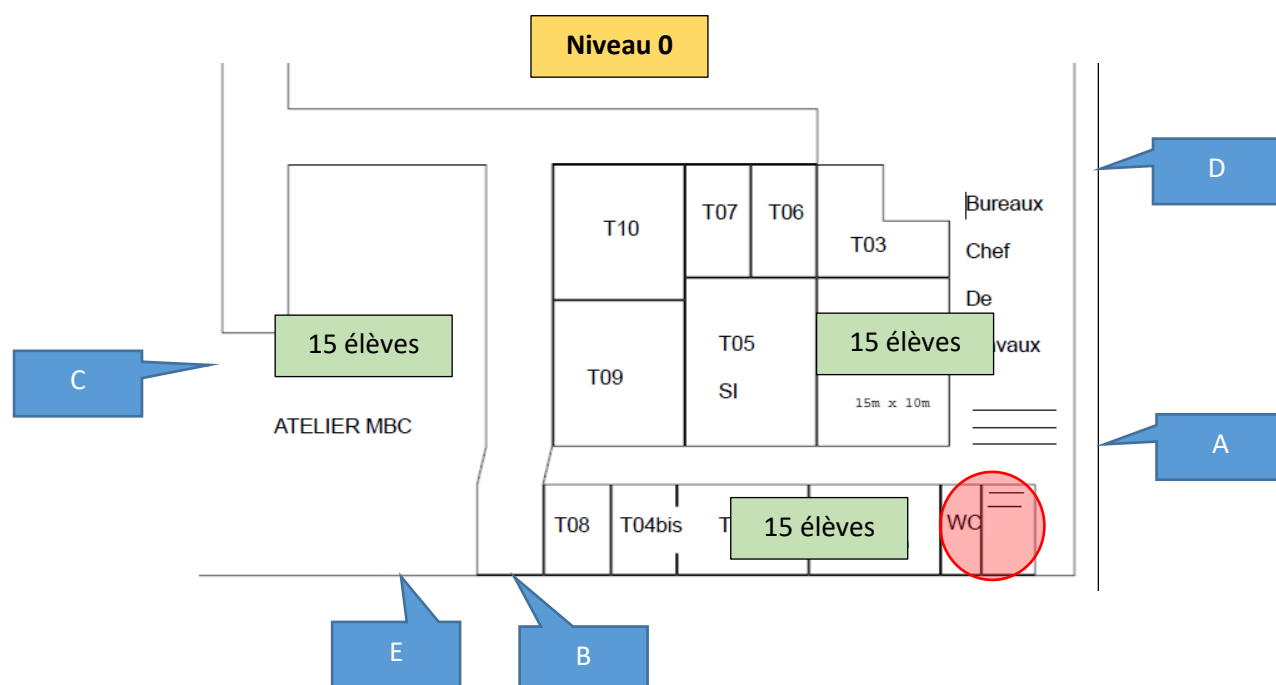 Niveau 0
D
Bureaux
T07
T06
T10
T03
Chef
De
15 élèves
T05
15 élèves
C
T09
SI
15m x 10m
ATELIER MBC
A
T08
T04bis
15 élèves
WC
E
B